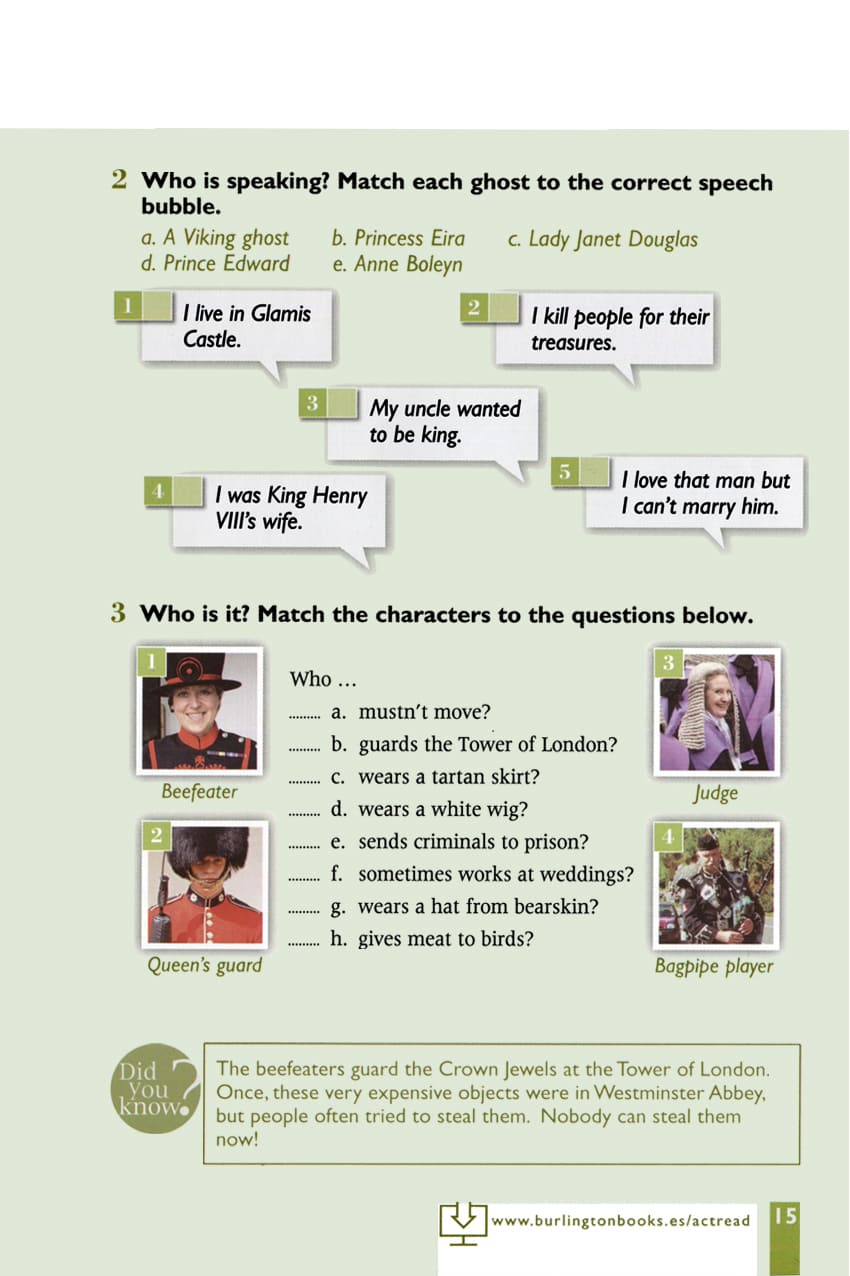 2 Who is speaking? Match each ghost to the correct speech
bubble.
a. A Viking ghost b. Princess Eira c. Lady Janet Douglas
d. Prince Edward e. Anne Boleyn
1 I live in Glamis
Castle.
2 I kill people for their
treasures.
3 My uncle wanted
to be king.
4 I was King Henry
VIII's wife.
5 I love that man but
I can't marry him.
3 Who is it? Match the characters to the questions below.
1
Beefeater
2
Queen's guard
Who ...
......... a. mustn't move?
......... b. guards the Tower of London?
......... c. wears a tartan skirt?
......... d. wears a white wig?
......... e. sends criminals to prison?
......... f. sometimes works at weddings?
......... g. wears a hat from bearskin?
......... h. gives meat to birds?
3
Judge
4
Bagpipe player
Did
you
know?
The beefeaters guard the Crown Jewels at the Tower of London.
Once, these very expensive objects were in Westminster Abbey,
but people often tried to steal them. Nobody can steal them
now!
www.burlingtonbooks.es/actread
15